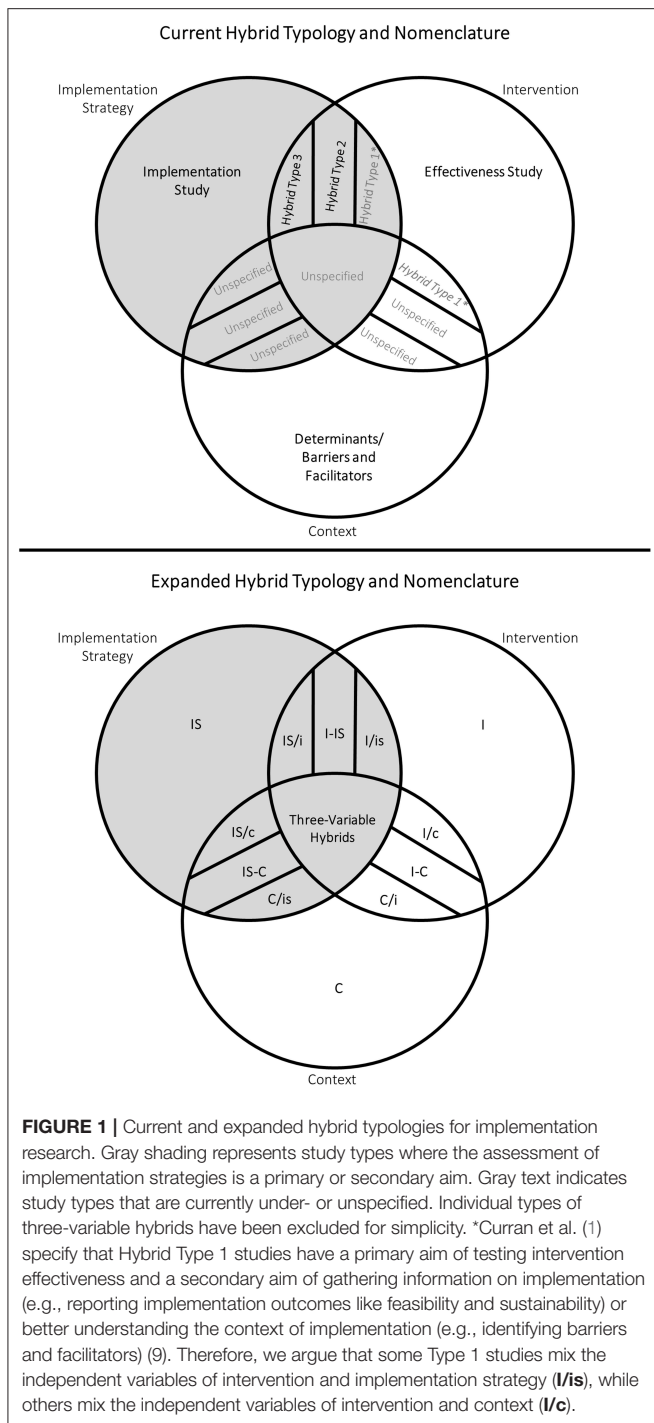 Current Hybrid Typology and Nomenclature
Implementation
Strategy
Intervention
Implementation
Study
Hybrid Type 3
Hybrid Type 2
Hybrid Type 1*
Effectiveness Study
Unspecified
Unspecified
Unspecified
Unspecified
Hybrid Type 1*
Unspecified
Unspecified
Determinants/
Barriers and
Facilitators
Context
Expanded Hybrid Typology and Nomenclature
Implementation
Strategy
Intervention
IS
IS/i
I-IS
I/is
I
Three-Variable
Hybrids
IS/c
IS-C
C/is
I/c
I-C
C/i
C
Context
FIGURE 1 | Current and expanded hybrid typologies for implementation
research. Gray shading represents study types where the assessment of
implementation strategies is a primary or secondary aim. Gray text indicates
study types that are currently under- or unspecified. Individual types of
three-variable hybrids have been excluded for simplicity. *Curran et al. (1)
specify that Hybrid Type 1 studies have a primary aim of testing intervention
effectiveness and a secondary aim of gathering information on implementation
(e.g., reporting implementation outcomes like feasibility and sustainability) or
better understanding the context of implementation (e.g., identifying barriers
and facilitators) (9). Therefore, we argue that some Type 1 studies mix the
independent variables of intervention and implementation strategy (I/is), while
others mix the independent variables of intervention and context (I/c).